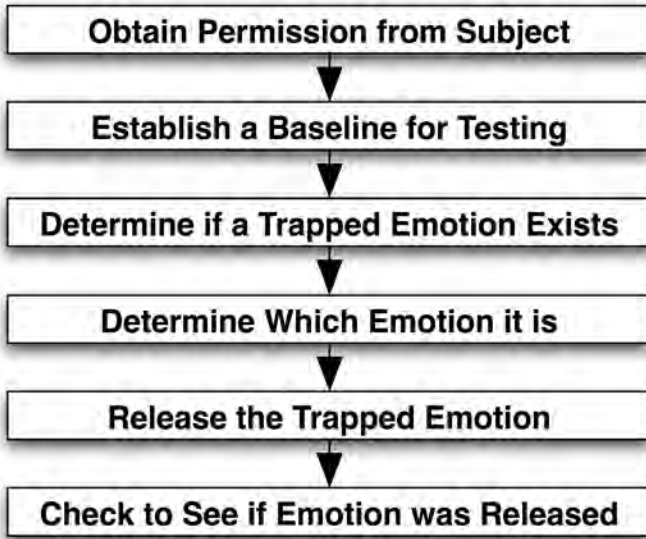 Obtain Permission from Subject
Establish a Baseline for Testing
Determine if a Trapped Emotion Exists
Determine Which Emotion it is
Release the Trapped Emotion
Check to See if Emotion was Released